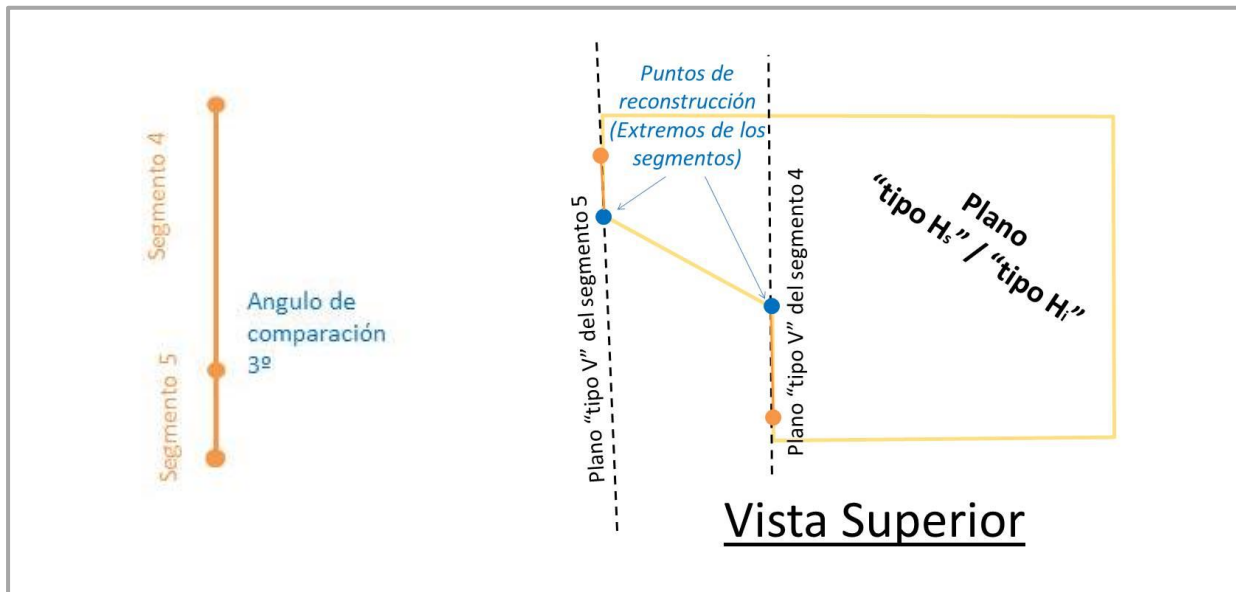 Segmento 4
Segmento 5
Angulo de
comparación
3º
Puntos de
reconstrucción
(Extremos de los
segmentos)
Plano “tipo V” del segmento 5
Plano “tipo V” del segmento 4
Plano
“tipo Hs” / “tipo Hi”
Vista Superior